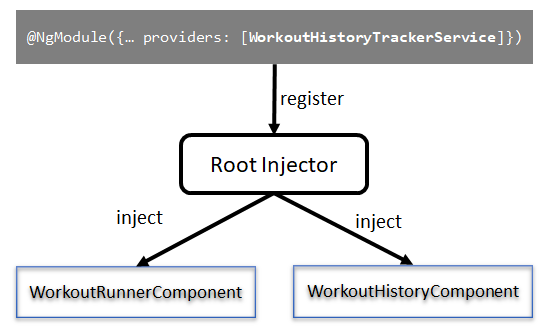 @NgModule({… providers: [WorkoutHistoryTrackerService]})
register
Root Injector
inject
inject
WorkoutRunnerComponent
WorkoutHistoryComponent